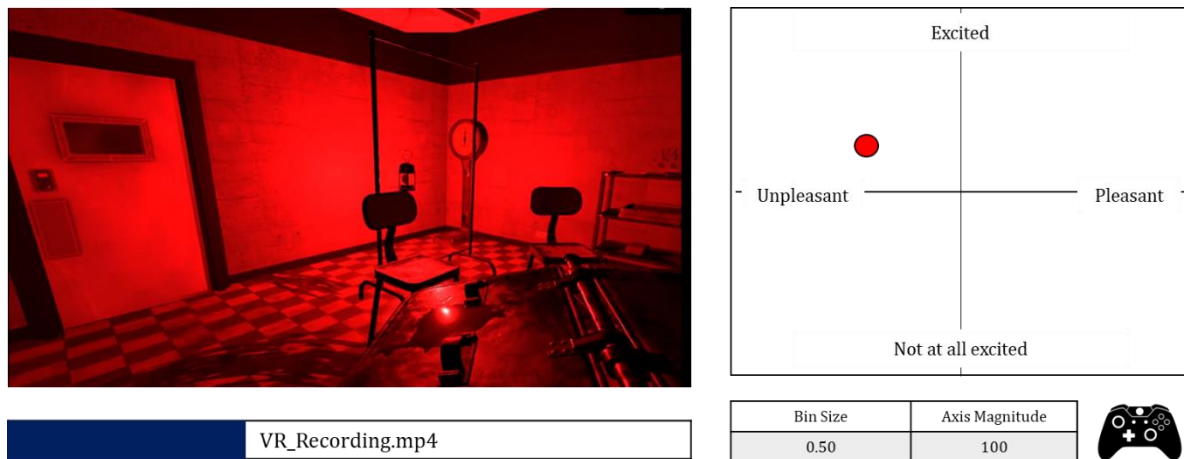 Excited
Unpleasant
Pleasant
Not at all excited
VR_Recording.mp4
Bin Size Axis Magnitude
0.50 100